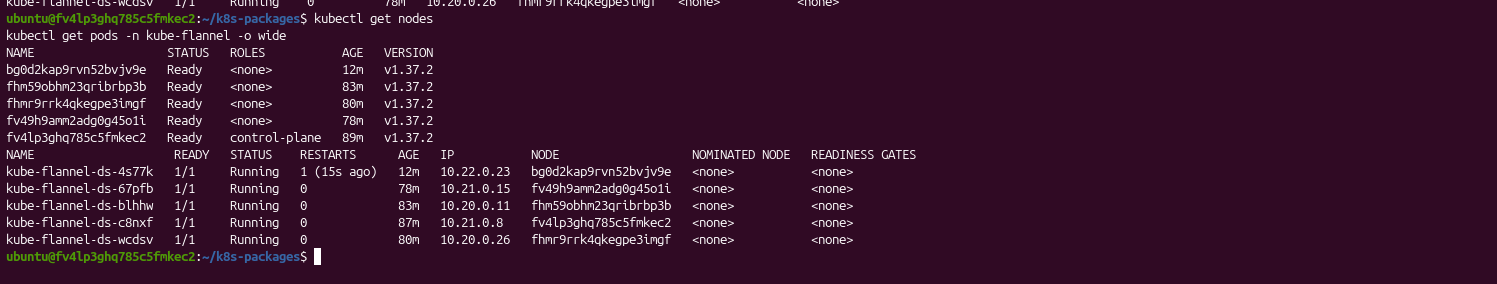 kube-flannel-ds-wcdsv   1/1     Running   0          78m   10.20.0.26   fhmr9rrk4qkegpe3imgf   <none>           <none>
ubuntu@fv4lp3ghq785c5fmkec2:~/k8s-packages$ kubectl get nodes
kubectl get pods -n kube-flannel -o wide
NAME                   STATUS   ROLES           AGE   VERSION
bg0d2kap9rvn52bvjv9e   Ready    <none>          12m   v1.37.2
fhm59obhm23qribrbp3b   Ready    <none>          83m   v1.37.2
fhmr9rrk4qkegpe3imgf   Ready    <none>          80m   v1.37.2
fv49h9amm2adg0g45o1i   Ready    <none>          78m   v1.37.2
fv4lp3ghq785c5fmkec2   Ready    control-plane   89m   v1.37.2
NAME                    READY   STATUS    RESTARTS      AGE   IP           NODE                   NOMINATED NODE   READINESS GATES
kube-flannel-ds-4s77k   1/1     Running   1 (15s ago)   12m   10.22.0.23   bg0d2kap9rvn52bvjv9e   <none>           <none>
kube-flannel-ds-67pfb   1/1     Running   0             78m   10.21.0.15   fv49h9amm2adg0g45o1i   <none>           <none>
kube-flannel-ds-blhhw   1/1     Running   0             83m   10.20.0.11   fhm59obhm23qribrbp3b   <none>           <none>
kube-flannel-ds-c8nxf   1/1     Running   0             87m   10.21.0.8    fv4lp3ghq785c5fmkec2   <none>           <none>
kube-flannel-ds-wcdsv   1/1     Running   0             80m   10.20.0.26   fhmr9rrk4qkegpe3imgf   <none>           <none>
ubuntu@fv4lp3ghq785c5fmkec2:~/k8s-packages$